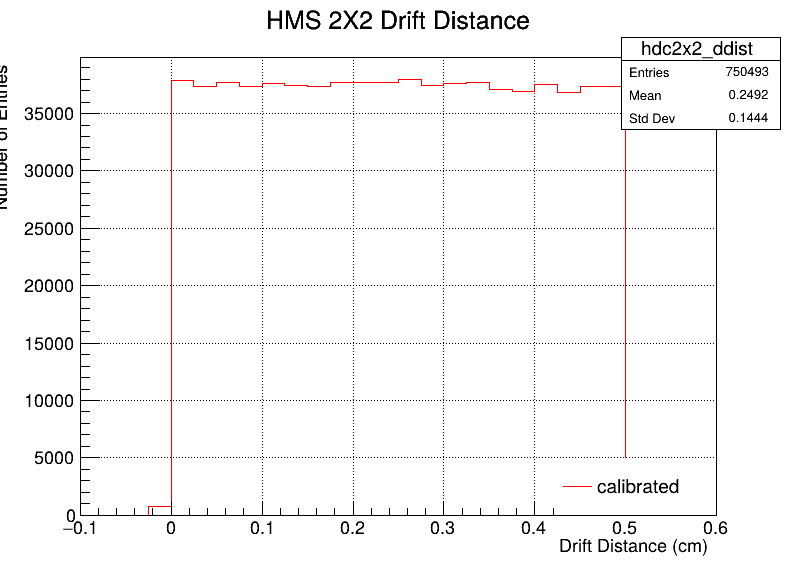 HMS 2X2 Drift Distance
hdc2x2_ddist
Entries 750493
Mean 0.2492
Std Dev 0.1444
Number of Entries
35000
30000
25000
20000
15000
10000
5000
0
−0.1 0 0.1 0.2 0.3 0.4 0.5 0.6
calibrated
Drift Distance (cm)